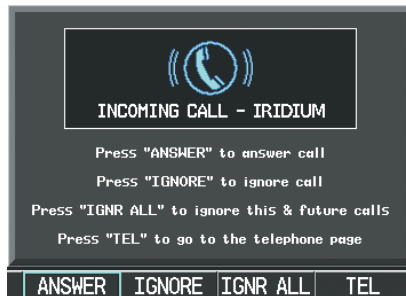 INCOMING CALL - IRIDIUM
Press "ANSWER" to answer call
Press "IGNORE" to ignore call
Press "IGNR ALL" to ignore this & future calls
Press "TEL" to go to the telephone page
ANSWER IGNORE IGNR ALL TEL